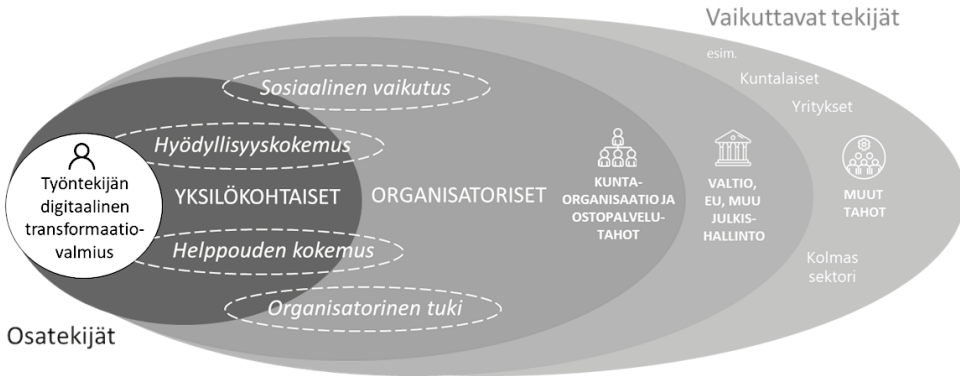 Vaikuttavat tekijät
esim.
Kuntalaiset
Yritykset
Sosiaalinen vaikutus
Hyödyllisyyskokemus
Työntekijän
digitaalinen
transformaatio-
valmius
YKSILÖKOHTAISET
ORGANISATORISET
KUNTA-
ORGANISAATIO JA
OSTOPALVELU-
TAHOT
VALTIO,
EU, MUU
JULKIS-
HALLINTO
MUUT
TAHOT
Helppouden kokemus
Organisatorinen tuki
Kolmas
sektori
Osatekijät